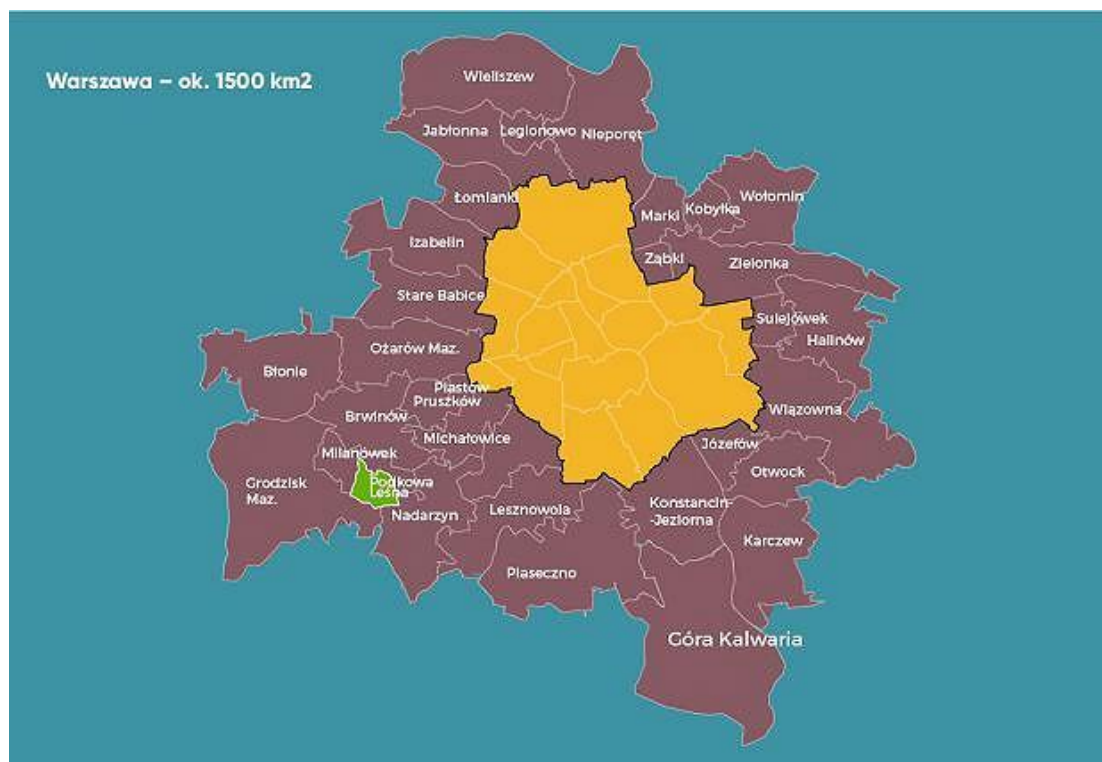 Warszawa – ok. 1500 km2
Wieliszew
Jabłonna
Legionowo
Nieporęt
Łomianki
Marki
Kobyłka
Wołomin
Izabelin
Ząbki
Zielonka
Stare Babice
Sulejówek
Halinów
Ożarów Maz.
Błonie
Piastów
Pruszków
Brwinów
Wiązowna
Michałowice
Józefów
Milanówek
Otwock
Grodzisk
Maz.
Podkowa
Leśna
Nadarzyn
Lesznowola
Konstancin-
-Jeziorna
Karczew
Piaseczno
Góra Kalwaria